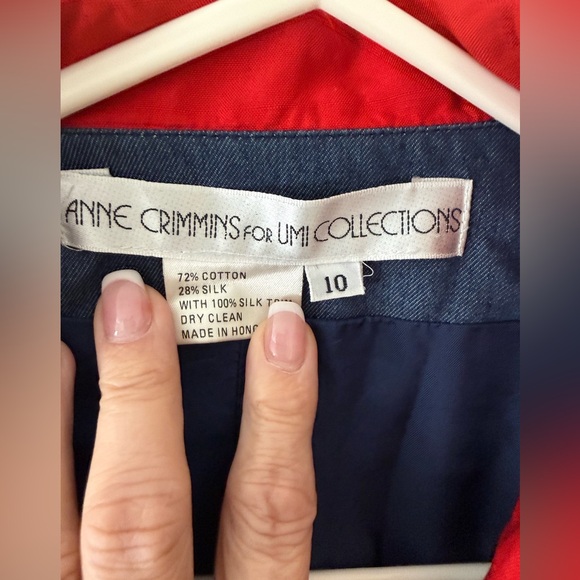 ANNE CRIMMINS FOR UMI COLLECTIONS
72% COTTON
28% SILK
WITH 100% SILK
DRY CLEAN
MADE IN
10